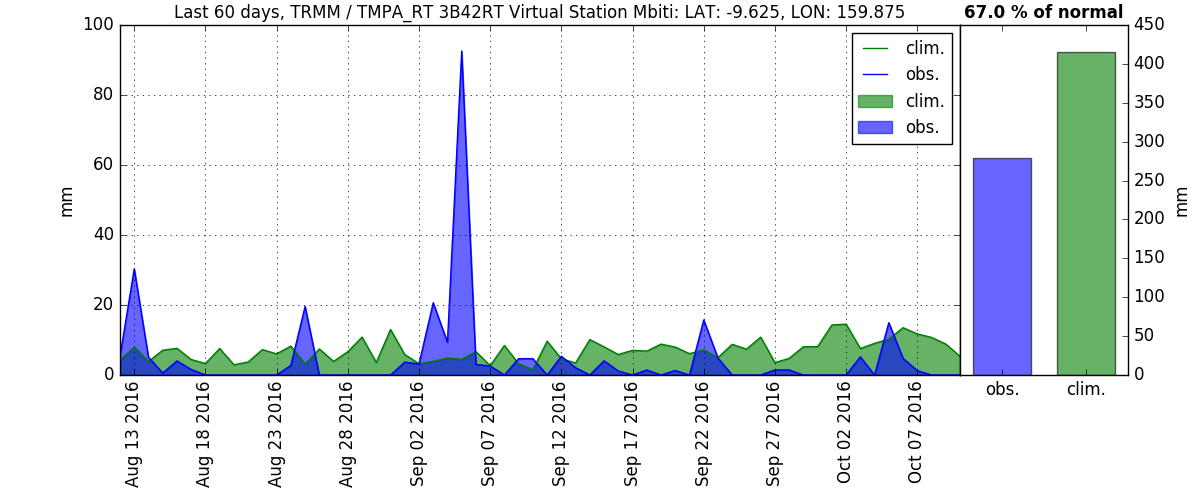 Last 60 days, TRMM / TMPA_RT 3B42RT Virtual Station Mbiti: LAT: -9.625, LON: 159.875
67.0 % of normal
100
80
60
40
20
0
mm
clim.
obs.
clim.
obs.
Aug 13 2016
Aug 18 2016
Aug 23 2016
Aug 28 2016
Sep 02 2016
Sep 07 2016
Sep 12 2016
Sep 17 2016
Sep 22 2016
Sep 27 2016
Oct 02 2016
Oct 07 2016
450
400
350
300
250
200
150
100
50
0
mm
obs.
clim.